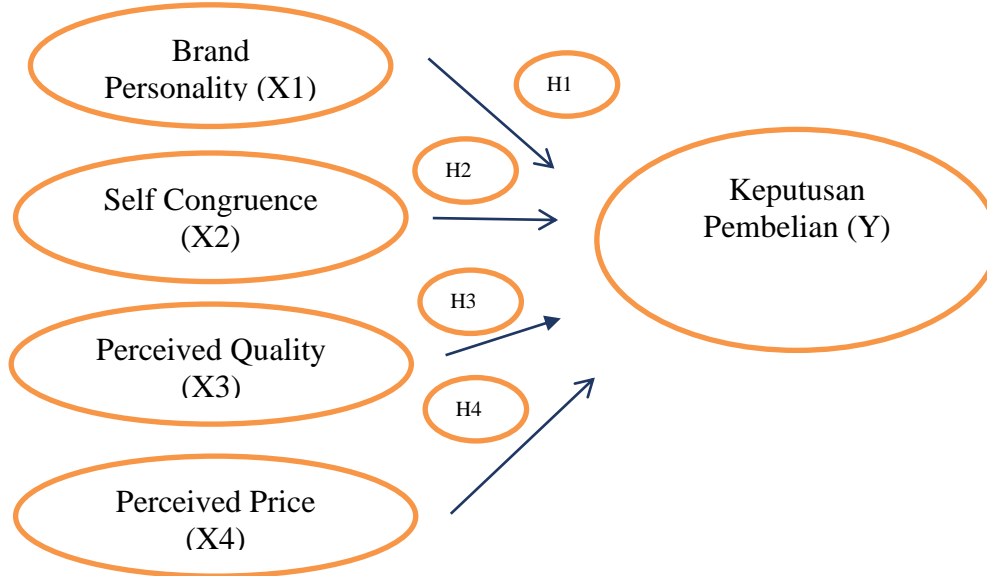 Brand
Personality (X1)
H1
H2
Self Congruence
(X2)
Keputusan
Pembelian (Y)
H3
Perceived Quality
(X3)
H4
Perceived Price
(X4)